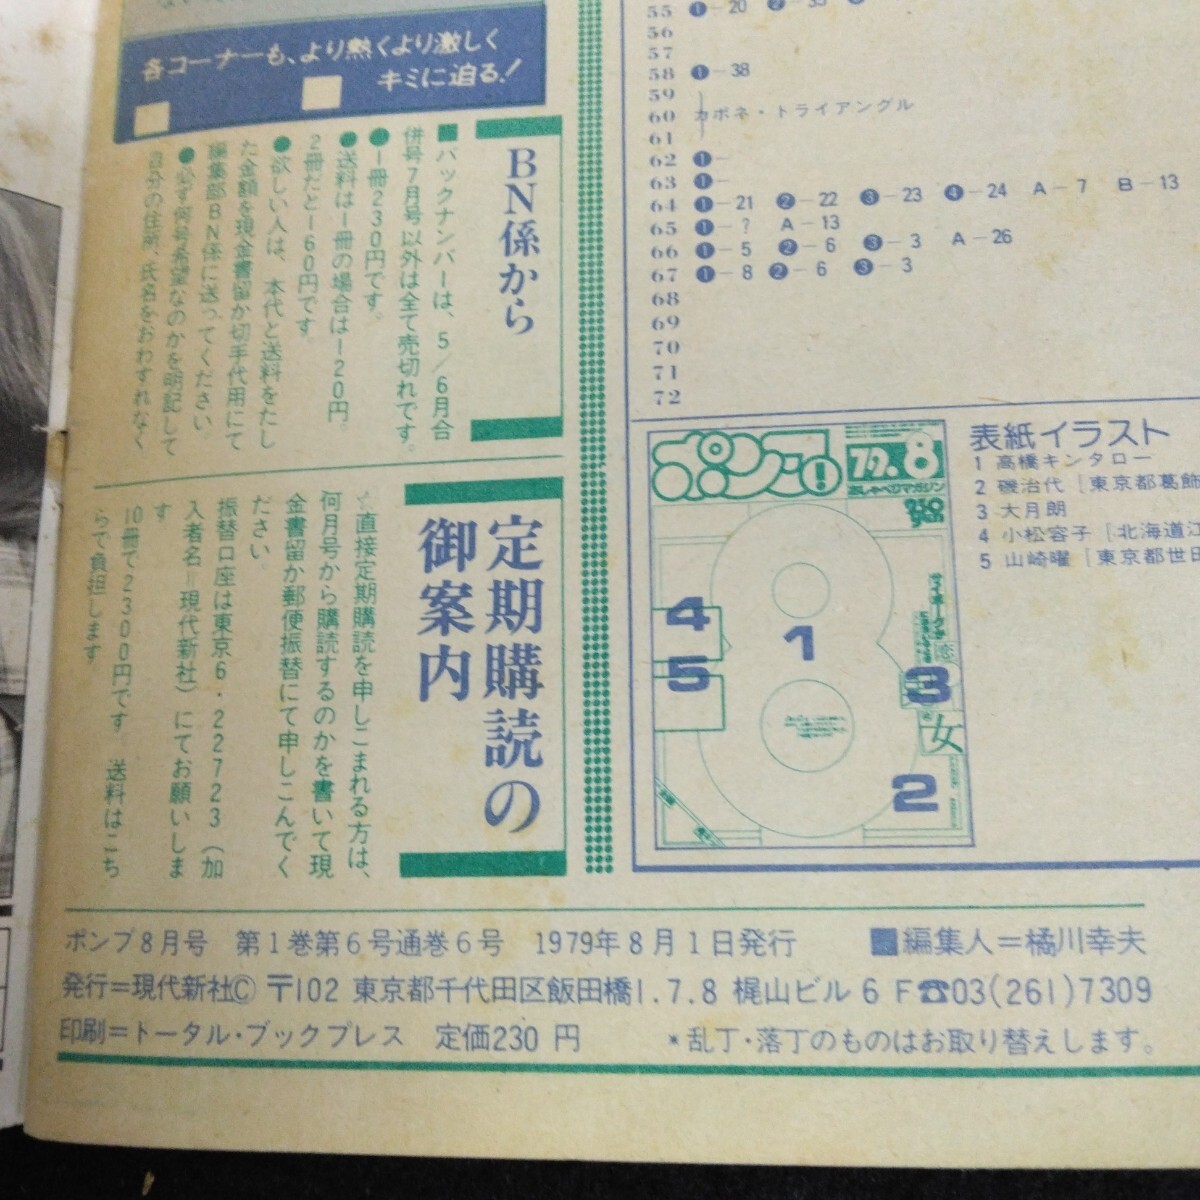 各コーナーも、より熱くより激しく
キミに迫る!
BN係から
■バックナンバーは、5/6月合
併号7月号以外は全て売切れです。
●一冊230円です。
●送料は一冊の場合は120円。
2冊だと160円です。
●欲しい人は、本代と送料をたし
た金額を現金書留か切手代用にて
編集部BN係に送ってください。
●必ず何号希望なのかを明記して
自分の住所、氏名をおわすれなく
定期購読の
御案内
☆直接定期購読を申しこまれる方は、
何月号から購読するのかを書いて現
金書留か郵便振替にて申しこんでく
ださい
振替口座は東京6・22723(加
入者名=現代新社)にてお願いしま
す
10冊で2300円です 送料はこち
らで負担します
55 ❶－20 ❷－35
56
57
58 ❶－38
59
60 カポネ・トライアングル
61
62 ❶－
63 ❶－
64 ❶－21 ❷－22 ❸－23 ❹－24 A－7 B－13
65 ❶－? A－13
66 ❶－5 ❷－6 ❸－3 A－26
67 ❶－8 ❷－6 ❸－3
68
69
70
71
72
ポンプ!
79.8
おしゃべりマガジン
230yen
4
5
1
3
2
恋
女
表紙イラスト
1 高橋キンタロー
2 磯治代[東京都葛飾
3 大月朗
4 小松容子[北海道江
5 山崎曜[東京都世田
ポンプ8月号 第1巻第6号通巻6号 1979年8月1日発行 ■編集人=橘川幸夫
発行=現代新社© 〒102 東京都千代田区飯田橋1.7.8 梶山ビル6F☎03(261)7309
印刷=トータル・ブックプレス 定価230円 *乱丁・落丁のものはお取り替えします。